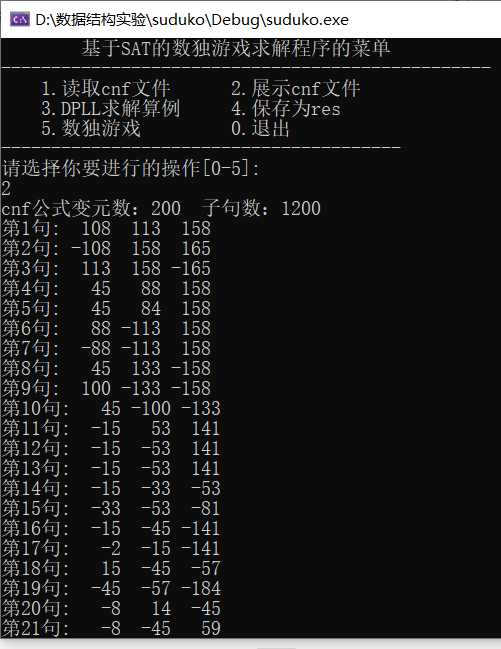 D:\数据结构实验\suduko\Debug\suduko.exe
基于SAT的数独游戏求解程序的菜单
-------------------------------------------------
1.读取cnf文件 2.展示cnf文件
3.DPLL求解算例 4.保存为res
5.数独游戏 0.退出
----------------------------------------
请选择你要进行的操作[0-5]:
2
cnf公式变元数: 200 子句数: 1200
第1句: 108 113 158
第2句: -108 158 165
第3句: 113 158 -165
第4句: 45 88 158
第5句: 45 84 158
第6句: 88 -113 158
第7句: -88 -113 158
第8句: 45 133 -158
第9句: 100 -133 -158
第10句: 45 -100 -133
第11句: -15 53 141
第12句: -15 -53 141
第13句: -15 -53 141
第14句: -15 -33 -53
第15句: -33 -53 -81
第16句: -15 -45 -141
第17句: -2 -15 -141
第18句: 15 -45 -57
第19句: -45 -57 -184
第20句: -8 14 -45
第21句: -8 -45 59